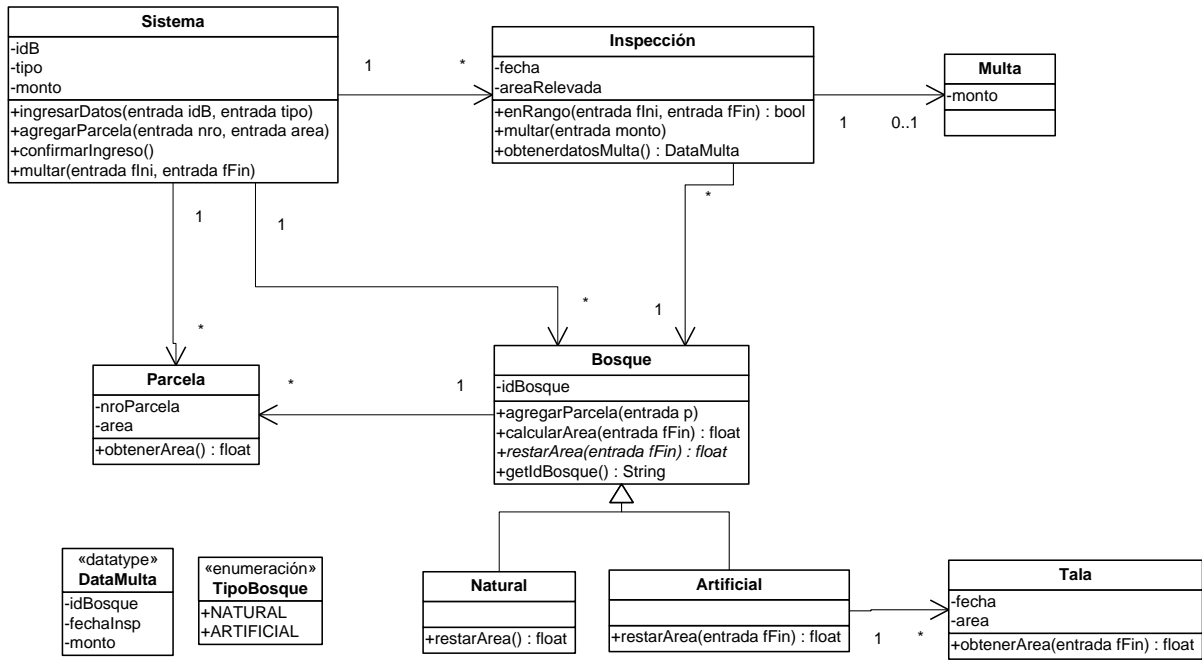 Sistema
-idB
-tipo
-monto
+ingresarDatos(entrada idB, entrada tipo)
+agregarParcela(entrada nro, entrada area)
+confirmarIngreso()
+multar(entrada fIni, entrada fFin)
1
*
Inspección
-fecha
-areaRelevada
+enRango(entrada fIni, entrada fFin) : bool
+multar(entrada monto)
+obtenerdatosMulta() : DataMulta
1
0..1
Multa
-monto
1
1
*
*
*
1
Parcela
-nroParcela
-area
+obtenerArea() : float
*
1
Bosque
-idBosque
+agregarParcela(entrada p)
+calcularArea(entrada fFin) : float
+restarArea(entrada fFin) : float
+getIdBosque() : String
«datatype»
DataMulta
-idBosque
-fechaInsp
-monto
«enumeración»
TipoBosque
+NATURAL
+ARTIFICIAL
Natural
+restarArea() : float
Artificial
+restarArea(entrada fFin) : float
1
*
Tala
-fecha
-area
+obtenerArea(entrada fFin) : float